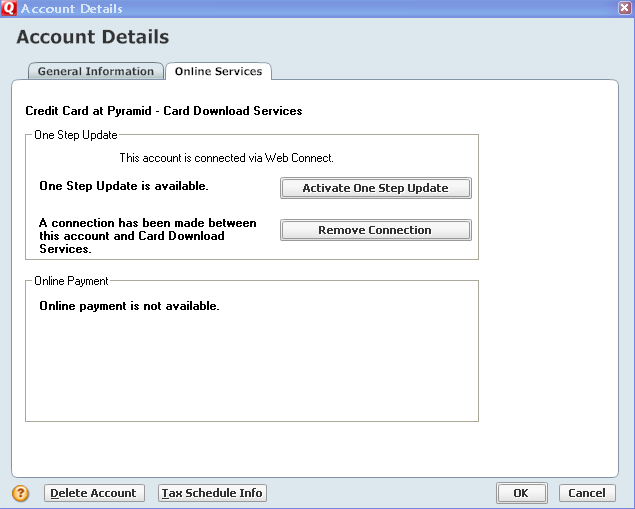 Q Account Details
Account Details
General Information Online Services
Credit Card at Pyramid - Card Download Services
One Step Update
This account is connected via Web Connect.
One Step Update is available. Activate One Step Update
A connection has been made between
this account and Card Download
Services.
Remove Connection
Online Payment
Online payment is not available.
? Delete Account Tax Schedule Info OK Cancel